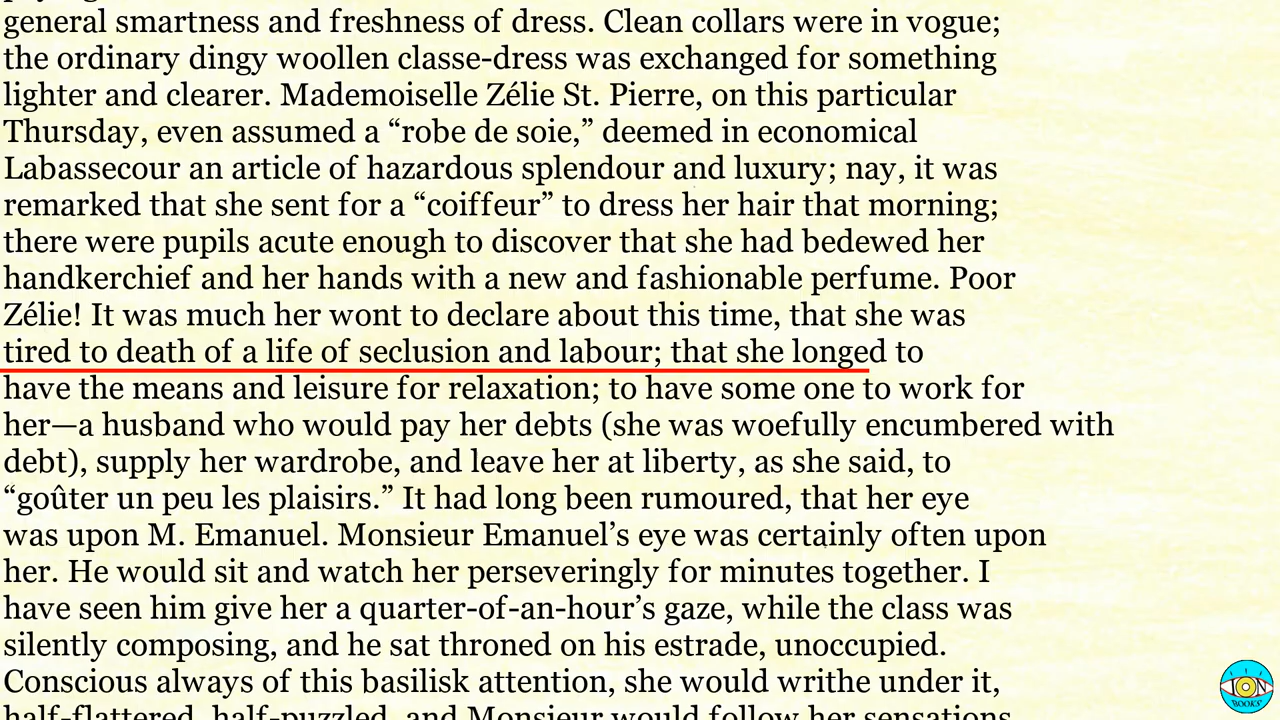 general smartness and freshness of dress. Clean collars were in vogue;
the ordinary dingy woollen classe-dress was exchanged for something
lighter and clearer. Mademoiselle Zélie St. Pierre, on this particular
Thursday, even assumed a “robe de soie,” deemed in economical
Labassecour an article of hazardous splendour and luxury; nay, it was
remarked that she sent for a “coiffeur” to dress her hair that morning;
there were pupils acute enough to discover that she had bedewed her
handkerchief and her hands with a new and fashionable perfume. Poor
Zélie! It was much her wont to declare about this time, that she was
tired to death of a life of seclusion and labour; that she longed to
have the means and leisure for relaxation; to have some one to work for
her—a husband who would pay her debts (she was woefully encumbered with
debt), supply her wardrobe, and leave her at liberty, as she said, to
“goûter un peu les plaisirs.” It had long been rumoured, that her eye
was upon M. Emanuel. Monsieur Emanuel’s eye was certainly often upon
her. He would sit and watch her perseveringly for minutes together. I
have seen him give her a quarter-of-an-hour’s gaze, while the class was
silently composing, and he sat throned on his estrade, unoccupied.
Conscious always of this basilisk attention, she would writhe under it,
half-flattered, half-puzzled, and Monsieur would follow her sensations,
BOOKS